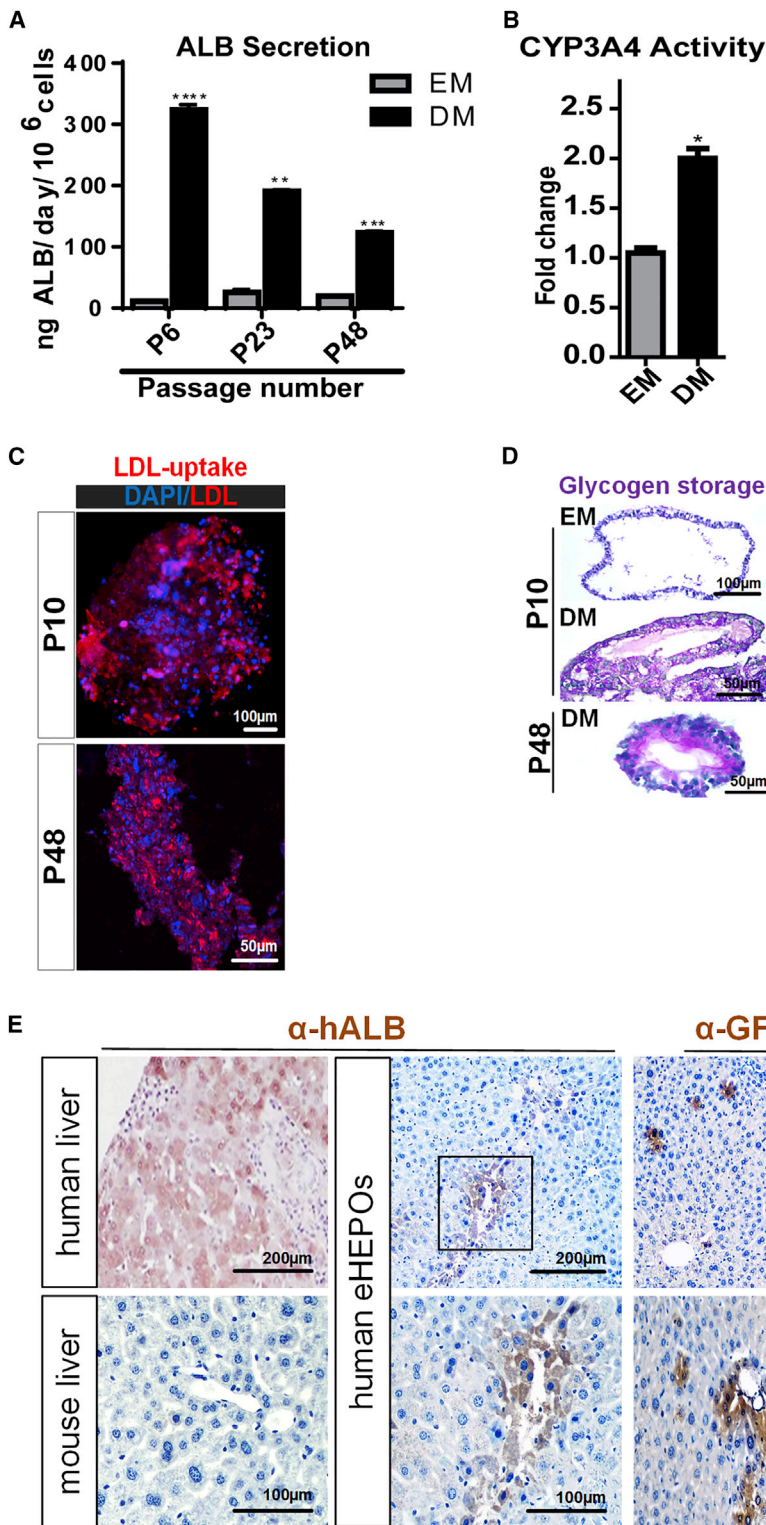 A
ALB Secretion
ng ALB/day/10 6 cells
400
300
200
100
0
****
**
***
EM
DM
P6
P23
P48
Passage number
B
CYP3A4 Activity
Fold change
2.5
2.0
1.5
1.0
0.5
0.0
*
EM
DM
C
LDL-uptake
DAPI/LDL
P10
100µm
P48
50µm
D
Glycogen storage
P10
EM
100µm
DM
50µm
P48
DM
50µm
E
α-hALB
α-GF
human liver
200µm
mouse liver
100µm
human eHEPOs
200µm
100µm